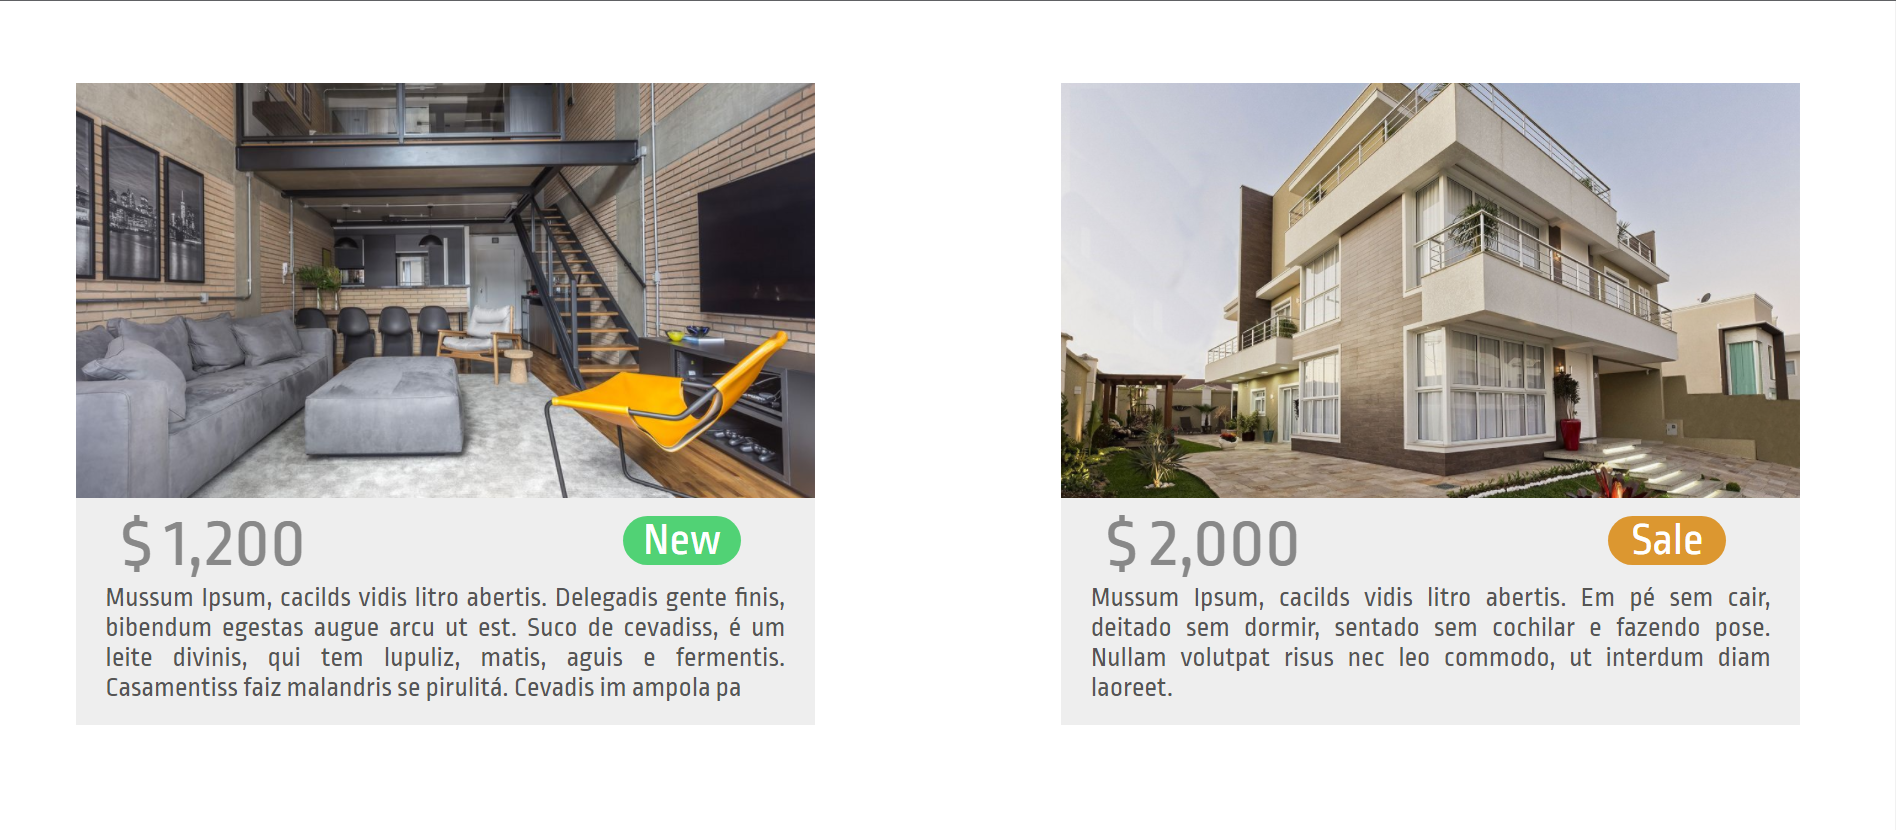 $ 1,200
New
Mussum Ipsum, cacilds vidis litro abertis. Delegadis gente finis,
bibendum egestas augue arcu ut est. Suco de cevadiss, é um
leite divinis, qui tem lupuliz, matis, aguis e fermentis.
Casamentiss faiz malandris se pirulitá. Cevadis im ampola pa
$ 2,000
Sale
Mussum Ipsum, cacilds vidis litro abertis. Em pé sem cair,
deitado sem dormir, sentado sem cochilar e fazendo pose.
Nullam volutpat risus nec leo commodo, ut interdum diam
laoreet.